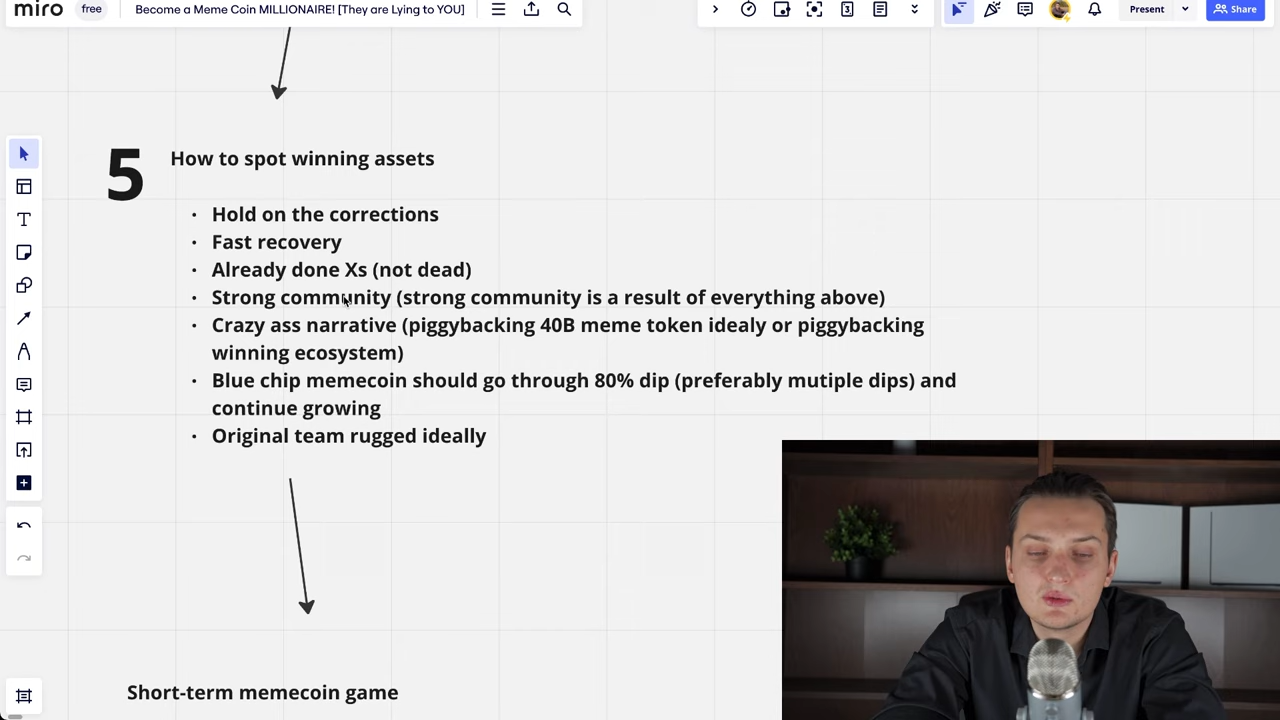 miro free Become a Meme Coin MILLIONAIRE! [They are Lying to YOU] 3 Present Share
5 How to spot winning assets
· Hold on the corrections
· Fast recovery
· Already done Xs (not dead)
· Strong community (strong community is a result of everything above)
· Crazy ass narrative (piggybacking 40B meme token idealy or piggybacking
winning ecosystem)
· Blue chip memecoin should go through 80% dip (preferably mutiple dips) and
continue growing
· Original team rugged ideally
Short-term memecoin game